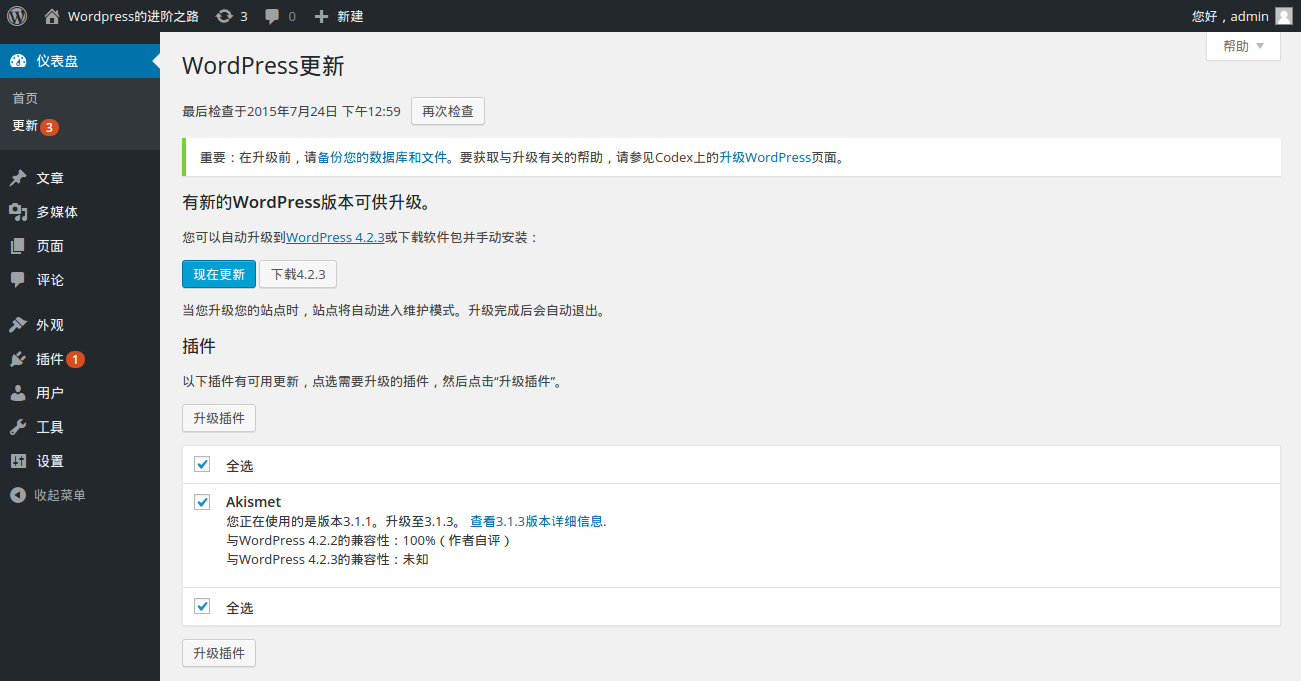 Wordpress的进阶之路 3 0 新建 您好，admin
仪表盘
首页
更新 3
文章
多媒体
页面
评论
外观
插件 1
用户
工具
设置
收起菜单
帮助
WordPress更新
最后检查于2015年7月24日 下午12:59 再次检查
重要：在升级前，请备份您的数据库和文件。要获取与升级有关的帮助，请参见Codex上的升级WordPress页面。
有新的WordPress版本可供升级。
您可以自动升级到WordPress 4.2.3或下载软件包并手动安装：
现在更新 下载4.2.3
当您升级您的站点时，站点将自动进入维护模式。升级完成后会自动退出。
插件
以下插件有可用更新，点选需要升级的插件，然后点击“升级插件”。
升级插件
全选
Akismet
您正在使用的是版本3.1.1。升级至3.1.3。 查看3.1.3版本详细信息.
与WordPress 4.2.2的兼容性：100%（作者自评）
与WordPress 4.2.3的兼容性：未知
全选
升级插件